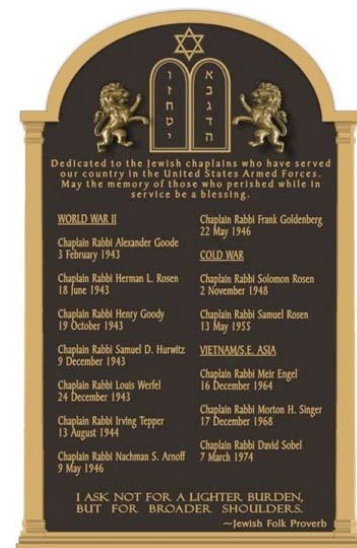 א
ב
ג
ד
ה
ו
ז
ח
ט
י
Dedicated to the Jewish chaplains who have served
our country in the United States Armed Forces.
May the memory of those who perished while in
service be a blessing.
WORLD WAR II
Chaplain Rabbi Alexander Goode
3 February 1943
Chaplain Rabbi Herman L. Rosen
18 June 1943
Chaplain Rabbi Henry Goody
19 October 1943
Chaplain Rabbi Samuel D. Hurwitz
9 December 1943
Chaplain Rabbi Louis Werfel
24 December 1943
Chaplain Rabbi Irving Tepper
13 August 1944
Chaplain Rabbi Nachman S. Arnoff
9 May 1946
Chaplain Rabbi Frank Goldenberg
22 May 1946
COLD WAR
Chaplain Rabbi Solomon Rosen
2 November 1948
Chaplain Rabbi Samuel Rosen
13 May 1955
VIETNAM/S.E. ASIA
Chaplain Rabbi Meir Engel
16 December 1964
Chaplain Rabbi Morton H. Singer
17 December 1968
Chaplain Rabbi David Sobel
7 March 1974
I ASK NOT FOR A LIGHTER BURDEN,
BUT FOR BROADER SHOULDERS.
~Jewish Folk Proverb